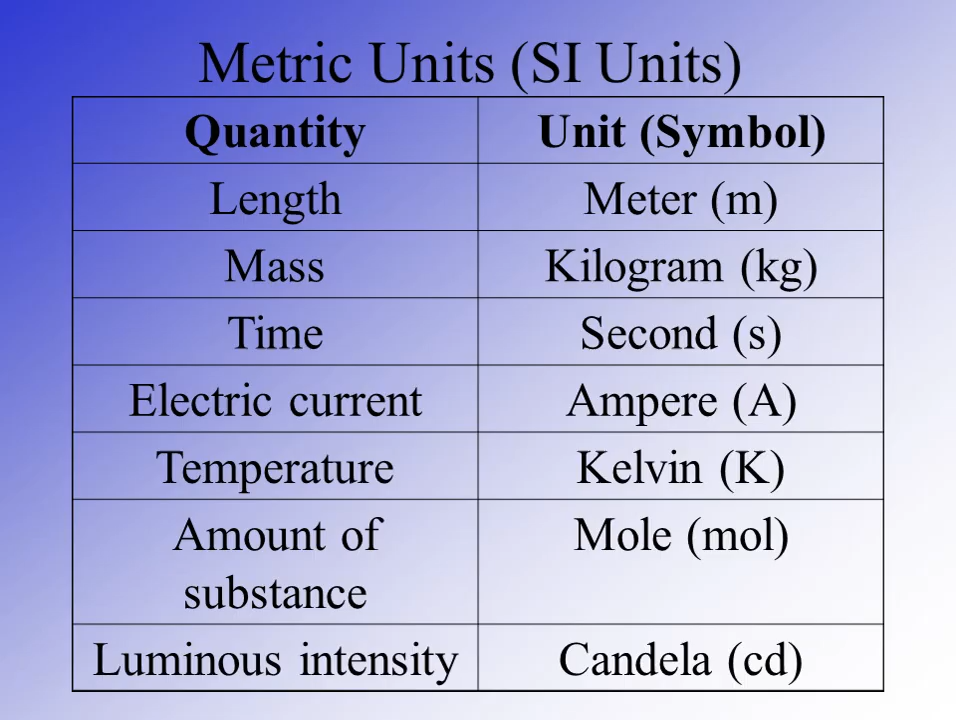 Metric Units (SI Units)
Quantity Unit (Symbol)
Length Meter (m)
Mass Kilogram (kg)
Time Second (s)
Electric current Ampere (A)
Temperature Kelvin (K)
Amount of Mole (mol)
substance
Luminous intensity Candela (cd)